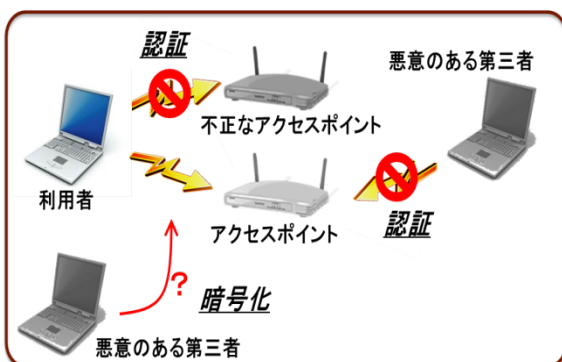 認証
悪意のある第三者
不正なアクセスポイント
利用者
アクセスポイント
認証
?
暗号化
悪意のある第三者